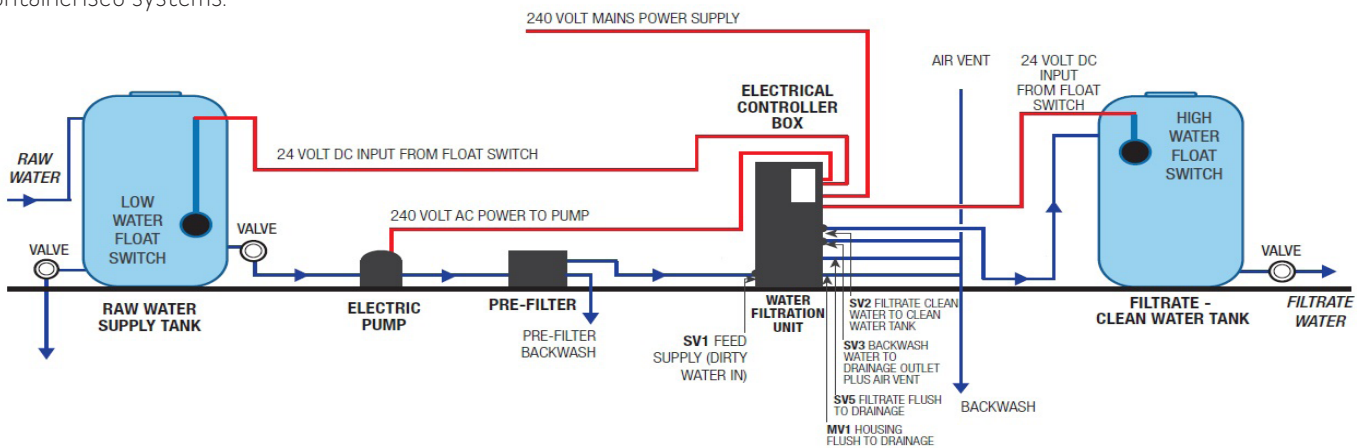 containerised systems.
240 VOLT MAINS POWER SUPPLY
AIR VENT
24 VOLT DC
INPUT
FROM FLOAT
SWITCH
ELECTRICAL
CONTROLLER
BOX
RAW
WATER
24 VOLT DC INPUT FROM FLOAT SWITCH
HIGH
WATER
FLOAT
SWITCH
LOW
WATER
FLOAT
SWITCH
240 VOLT AC POWER TO PUMP
VALVE
VALVE
VALVE
RAW WATER
SUPPLY TANK
ELECTRIC
PUMP
PRE-FILTER
PRE-FILTER
BACKWASH
SV1 FEED
SUPPLY (DIRTY
WATER IN)
WATER
FILTRATION
UNIT
SV2 FILTRATE CLEAN
WATER TO CLEAN
WATER TANK
SV3 BACKWASH
WATER TO
DRAINAGE OUTLET
PLUS AIR VENT
SV5 FILTRATE FLUSH
TO DRAINAGE
MV1 HOUSING
FLUSH TO DRAINAGE
BACKWASH
FILTRATE -
CLEAN WATER TANK
FILTRATE
WATER